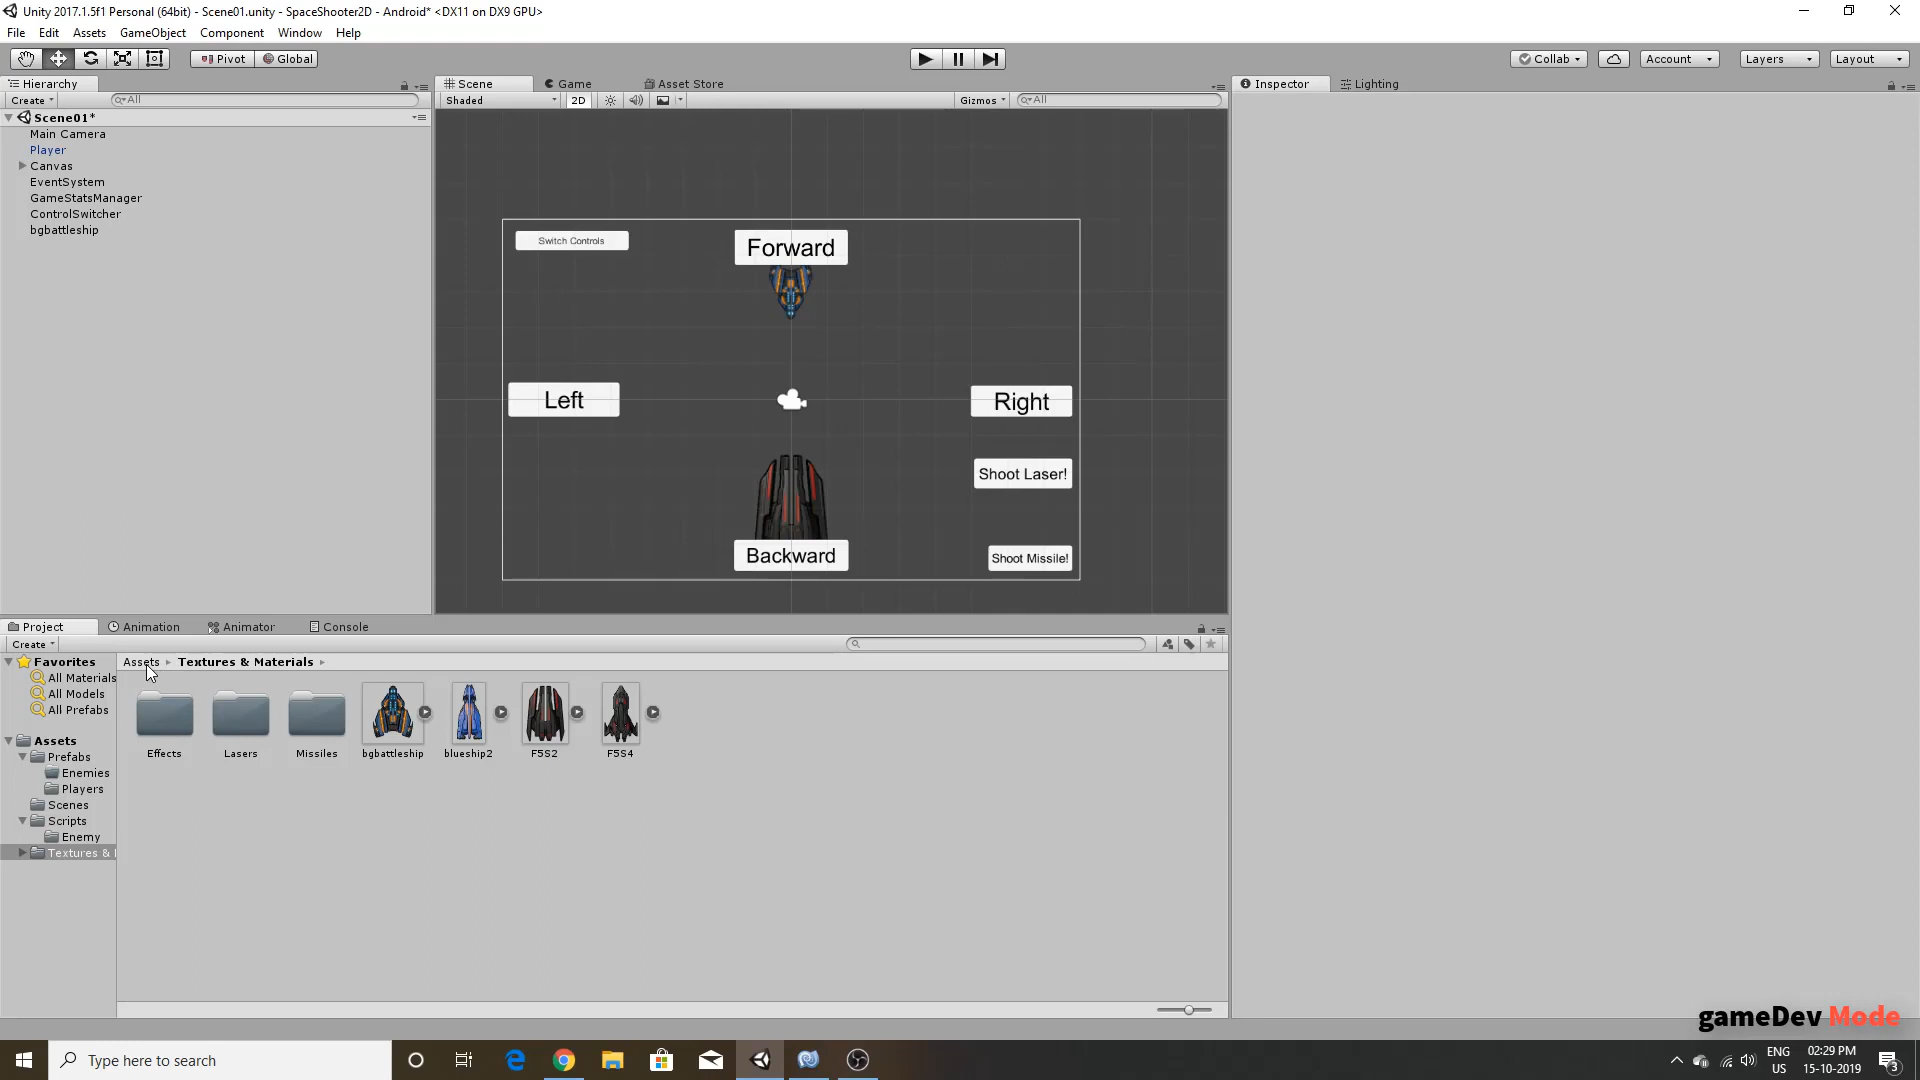 Unity 2017.1.5f1 Personal (64bit) - Scene01.unity - SpaceShooter2D - Android* <DX11 on DX9 GPU>
File Edit Assets GameObject Component Window Help
Pivot Global Collab Account Layers Layout
Hierarchy
Create All
Scene01*
Main Camera
Player
Canvas
EventSystem
GameStatsManager
ControlSwitcher
bgbattleship
Scene Game Asset Store
Shaded 2D Gizmos All
Switch Controls
Forward
Left
Right
Shoot Laser!
Backward
Shoot Missile!
Inspector Lighting
Project Animation Animator Console
Create
Favorites
All Materials
All Models
All Prefabs
Assets
Prefabs
Enemies
Players
Scenes
Scripts
Enemy
Textures &
Assets Textures & Materials
Effects Lasers Missiles bgbattleship blueship2 F5S2 F5S4
gameDev Mode
Type here to search
ENG
US
02:29 PM
15-10-2019
3